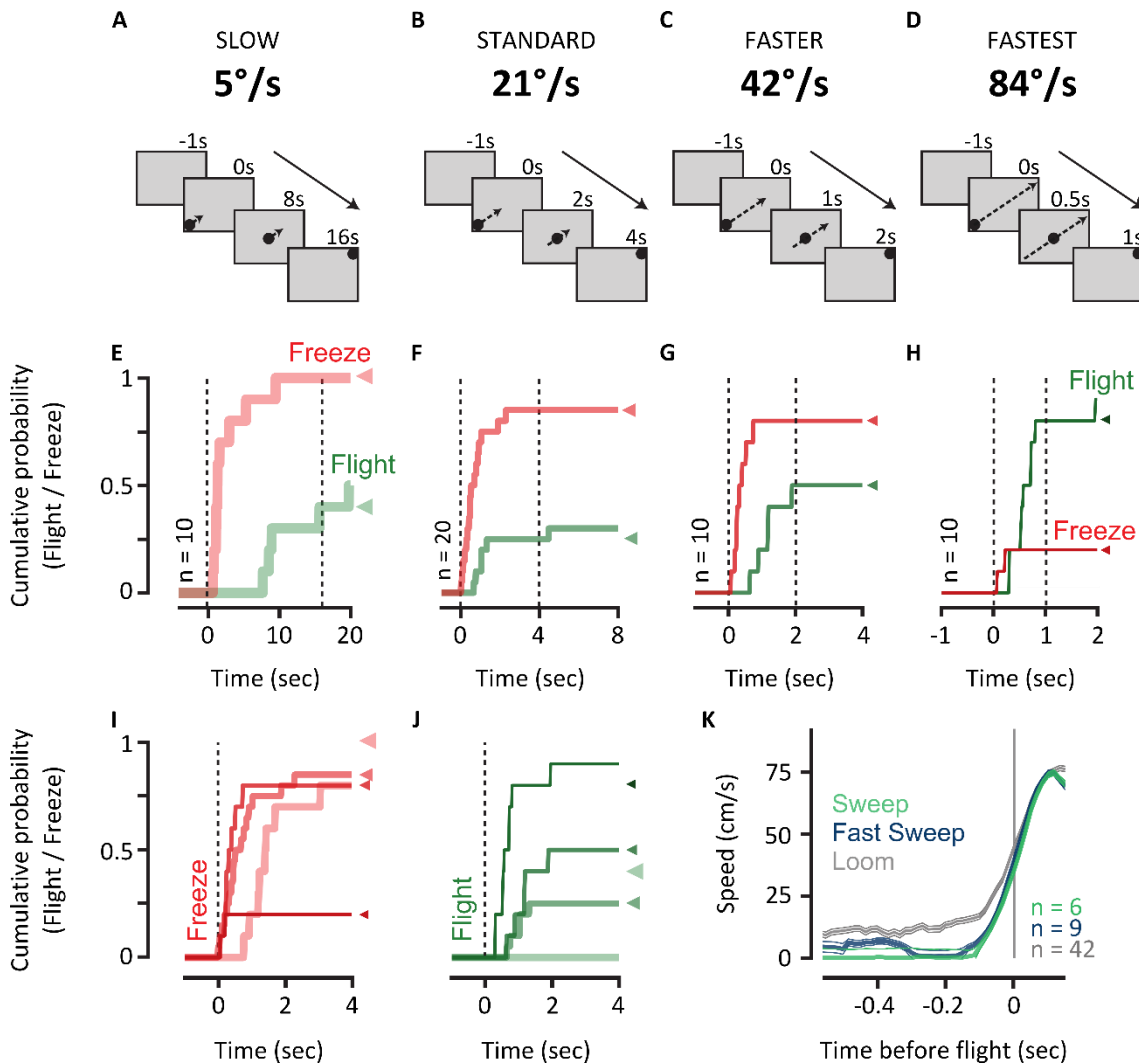 A B C D
SLOW STANDARD FASTER FASTEST
5°/s 21°/s 42°/s 84°/s
-1s -1s -1s -1s
0s 0s 0s 0s
8s 2s 1s 0.5s
16s 4s 2s 1s
E F G H
Freeze Flight
1
Flight
0.5
Freeze
0
n = 10 n = 20 n = 10 n = 10
Cumulative probability
(Flight / Freeze)
0 10 20 0 4 8 0 2 4 -1 0 1 2
Time (sec) Time (sec) Time (sec) Time (sec)
I J K
1
0.5
0
Cumulative probability
(Flight / Freeze)
Freeze
Flight
75
50
25
0
Speed (cm/s)
Sweep
Fast Sweep
Loom
n = 6
n = 9
n = 42
0 2 4 0 2 4 -0.4 -0.2 0
Time (sec) Time (sec) Time before flight (sec)